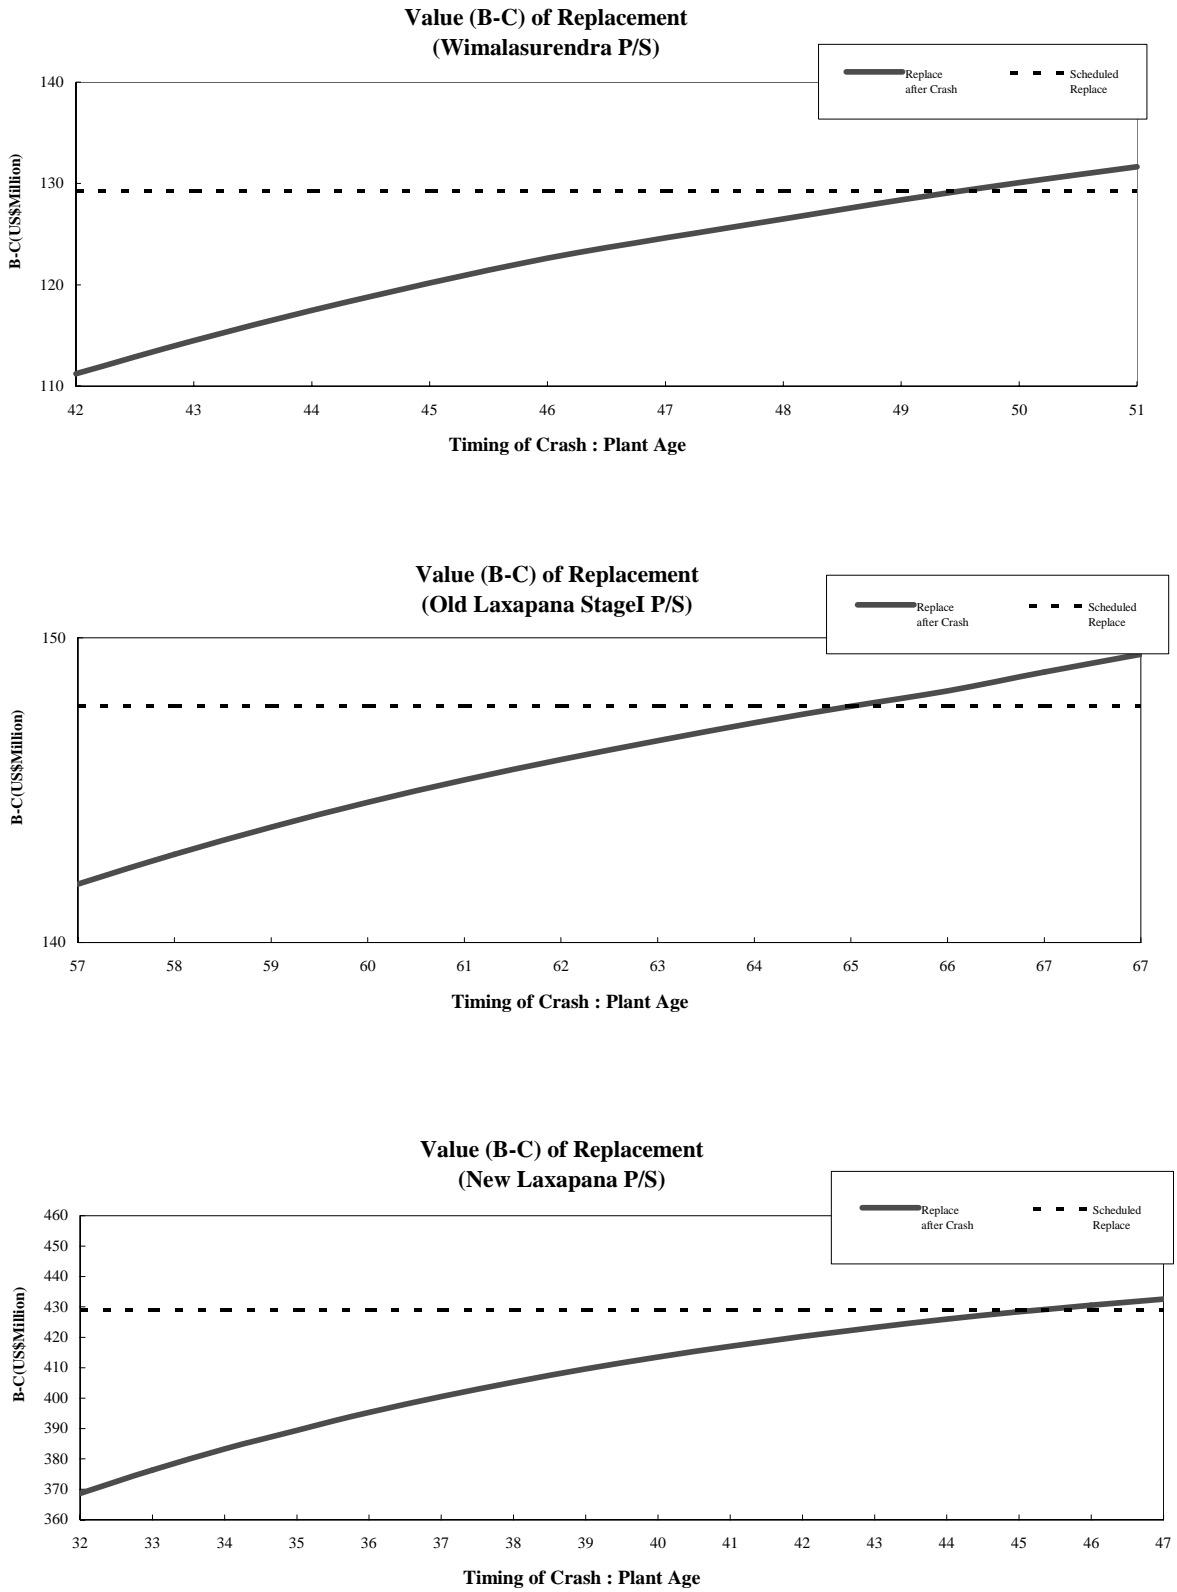 Value (B-C) of Replacement
(Wimalasurendra P/S)
Replace
after Crash
Scheduled
Replace
140
130
120
110
B-C(US$Million)
42 43 44 45 46 47 48 49 50 51
Timing of Crash : Plant Age
Value (B-C) of Replacement
(Old Laxapana StageI P/S)
Replace
after Crash
Scheduled
Replace
150
140
B-C(US$Million)
57 58 59 60 61 62 63 64 65 66 67 67
Timing of Crash : Plant Age
Value (B-C) of Replacement
(New Laxapana P/S)
Replace
after Crash
Scheduled
Replace
460
450
440
430
420
410
400
390
380
370
360
B-C(US$Million)
32 33 34 35 36 37 38 39 40 41 42 43 44 45 46 47
Timing of Crash : Plant Age